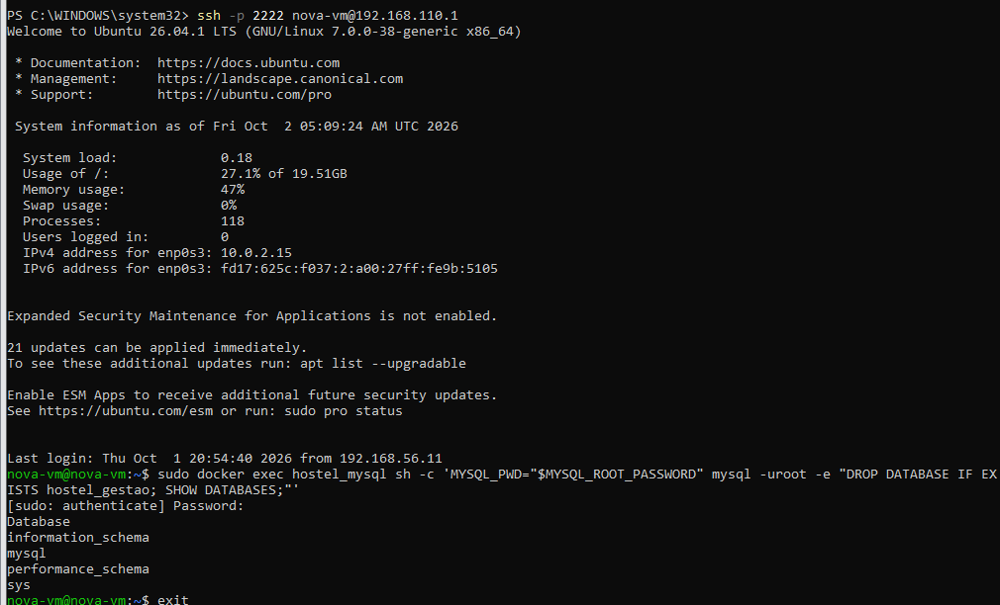 PS C:\WINDOWS\system32> ssh -p 2222 nova-vm@192.168.110.1
Welcome to Ubuntu 26.04.1 LTS (GNU/Linux 7.0.0-38-generic x86_64)

 * Documentation:  https://docs.ubuntu.com
 * Management:     https://landscape.canonical.com
 * Support:        https://ubuntu.com/pro

 System information as of Fri Oct  2 05:09:24 AM UTC 2026

  System load:             0.18
  Usage of /:              27.1% of 19.51GB
  Memory usage:            47%
  Swap usage:              0%
  Processes:               118
  Users logged in:         0
  IPv4 address for enp0s3: 10.0.2.15
  IPv6 address for enp0s3: fd17:625c:f037:2:a00:27ff:fe9b:5105

Expanded Security Maintenance for Applications is not enabled.

21 updates can be applied immediately.
To see these additional updates run: apt list --upgradable

Enable ESM Apps to receive additional future security updates.
See https://ubuntu.com/esm or run: sudo pro status

Last login: Thu Oct  1 20:54:40 2026 from 192.168.56.11
nova-vm@nova-vm:~$ sudo docker exec hostel_mysql sh -c 'MYSQL_PWD="$MYSQL_ROOT_PASSWORD" mysql -uroot -e "DROP DATABASE IF EX
ISTS hostel_gestao; SHOW DATABASES;"'
[sudo: authenticate] Password:
Database
information_schema
mysql
performance_schema
sys
nova-vm@nova-vm:~$ exit